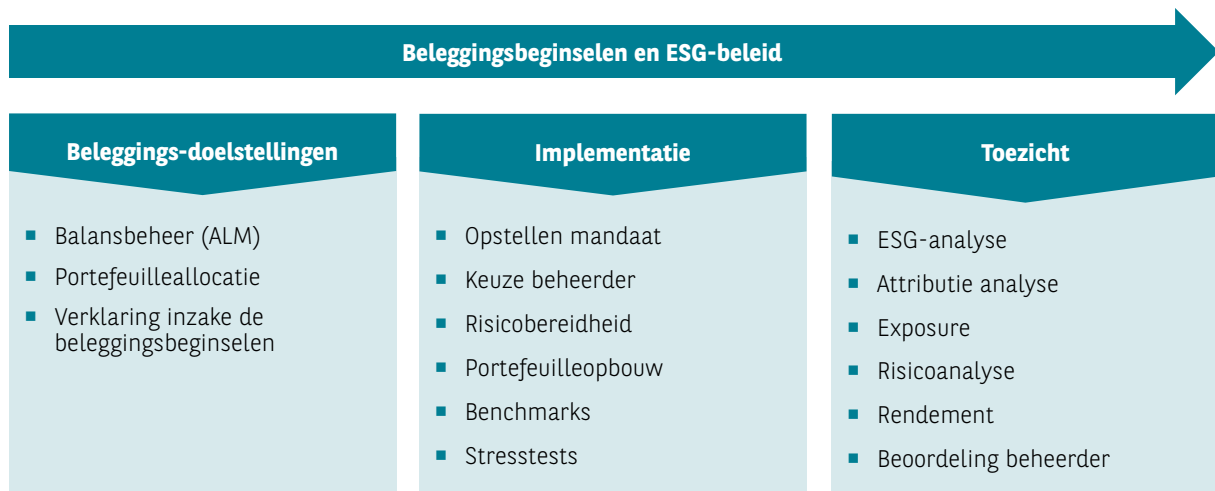 Beleggingsbeginselen en ESG-beleid
Beleggings-doelstellingen
Balansbeheer (ALM)
Portefeuilleallocatie
Verklaring inzake de
beleggingsbeginselen
Implementatie
Opstellen mandaat
Keuze beheerder
Risicobereidheid
Portefeuilleopbouw
Benchmarks
Stresstests
Toezicht
ESG-analyse
Attributie analyse
Exposure
Risicoanalyse
Rendement
Beoordeling beheerder